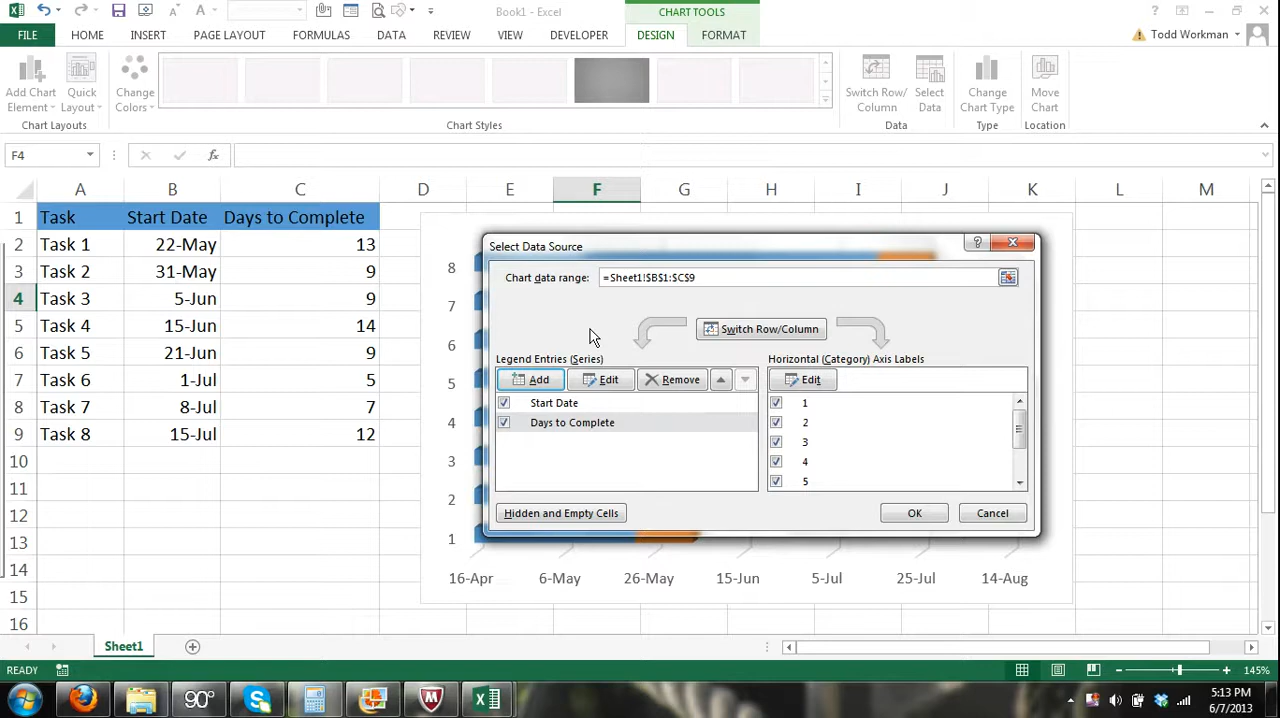 Book1 - Excel
CHART TOOLS
FILE HOME INSERT PAGE LAYOUT FORMULAS DATA REVIEW VIEW DEVELOPER DESIGN FORMAT Todd Workman
Add Chart Element
Quick Layout
Change Colors
Switch Row/ Column
Select Data
Change Chart Type
Move Chart
Chart Layouts Chart Styles Data Type Location
F4
A B C D E F G H I J K L M
1 Task Start Date Days to Complete
2 Task 1 22-May 13
3 Task 2 31-May 9
4 Task 3 5-Jun 9
5 Task 4 15-Jun 14
6 Task 5 21-Jun 9
7 Task 6 1-Jul 5
8 Task 7 8-Jul 7
9 Task 8 15-Jul 12
10
11
12
13
14
15
16
8
7
6
5
4
3
2
1
16-Apr 6-May 26-May 15-Jun 5-Jul 25-Jul 14-Aug
Select Data Source
Chart data range: =Sheet1!$B$1:$C$9
Switch Row/Column
Legend Entries (Series)
Add Edit Remove
Start Date
Days to Complete
Horizontal (Category) Axis Labels
Edit
1
2
3
4
5
Hidden and Empty Cells OK Cancel
Sheet1
READY 145%
90°
5:13 PM
6/7/2013